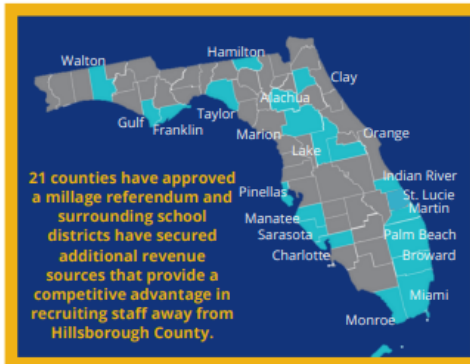 Walton
Hamilton
Clay
Alachua
Taylor
Gulf
Franklin
Marion
Orange
Lake
Indian River
Pinellas
St. Lucie
Martin
Manatee
Sarasota
Palm Beach
Charlotte
Broward
Miami
Monroe
21 counties have approved
a millage referendum and
surrounding school
districts have secured
additional revenue
sources that provide a
competitive advantage in
recruiting staff away from
Hillsborough County.